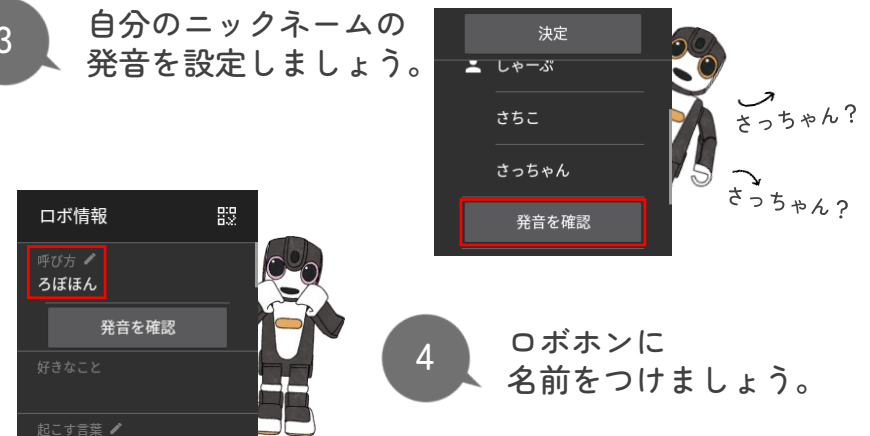 3
自分のニックネームの
発音を設定しましょう。
決定
しゃーぷ
さちこ
さっちゃん
発音を確認
さっちゃん？
さっちゃん？
ロボ情報
呼び方
ろぼほん
発音を確認
好きなこと
起こす言葉
4
ロボホンに
名前をつけましょう。